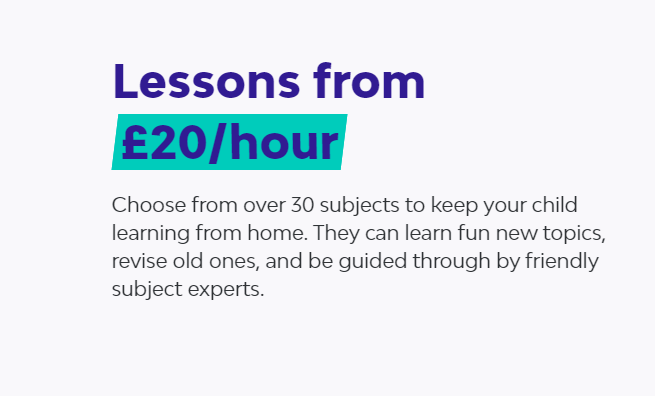 Lessons from
£20/hour
Choose from over 30 subjects to keep your child
learning from home. They can learn fun new topics,
revise old ones, and be guided through by friendly
subject experts.